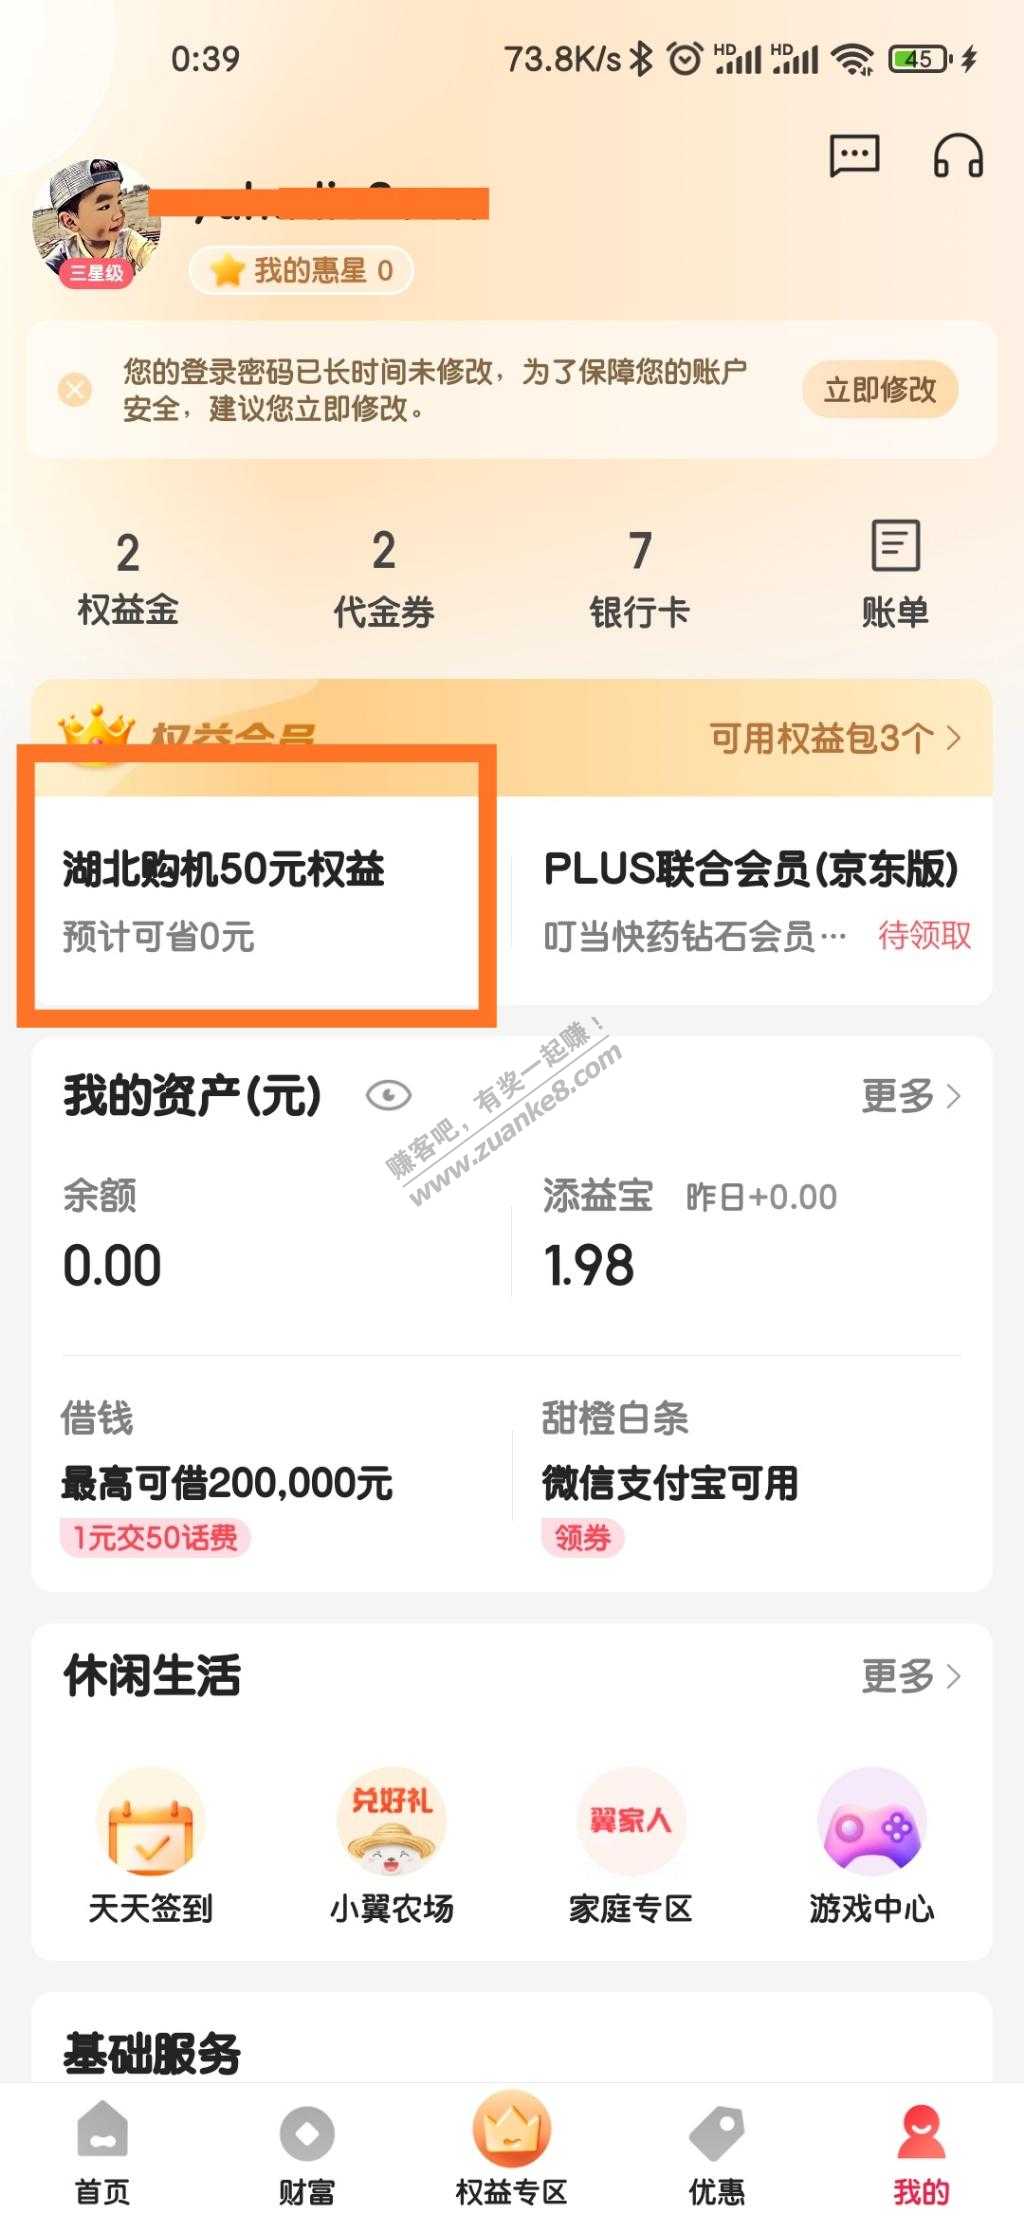 0:39
73.8K/s
HD
HD
45
三星级
我的惠星 0
您的登录密码已长时间未修改，为了保障您的账户
安全，建议您立即修改。
立即修改
2
2
7
权益金
代金券
银行卡
账单
权益会员
可用权益包3个
湖北购机50元权益
PLUS联合会员(京东版)
预计可省0元
叮当快药钻石会员…
待领取
赚客吧，有奖一起赚！
www.zuanke8.com
我的资产(元)
更多
余额
添益宝 昨日+0.00
0.00
1.98
借钱
甜橙白条
最高可借200,000元
微信支付宝可用
1元交50话费
领券
休闲生活
更多
兑好礼
翼家人
天天签到
小翼农场
家庭专区
游戏中心
基础服务
首页
财富
权益专区
优惠
我的